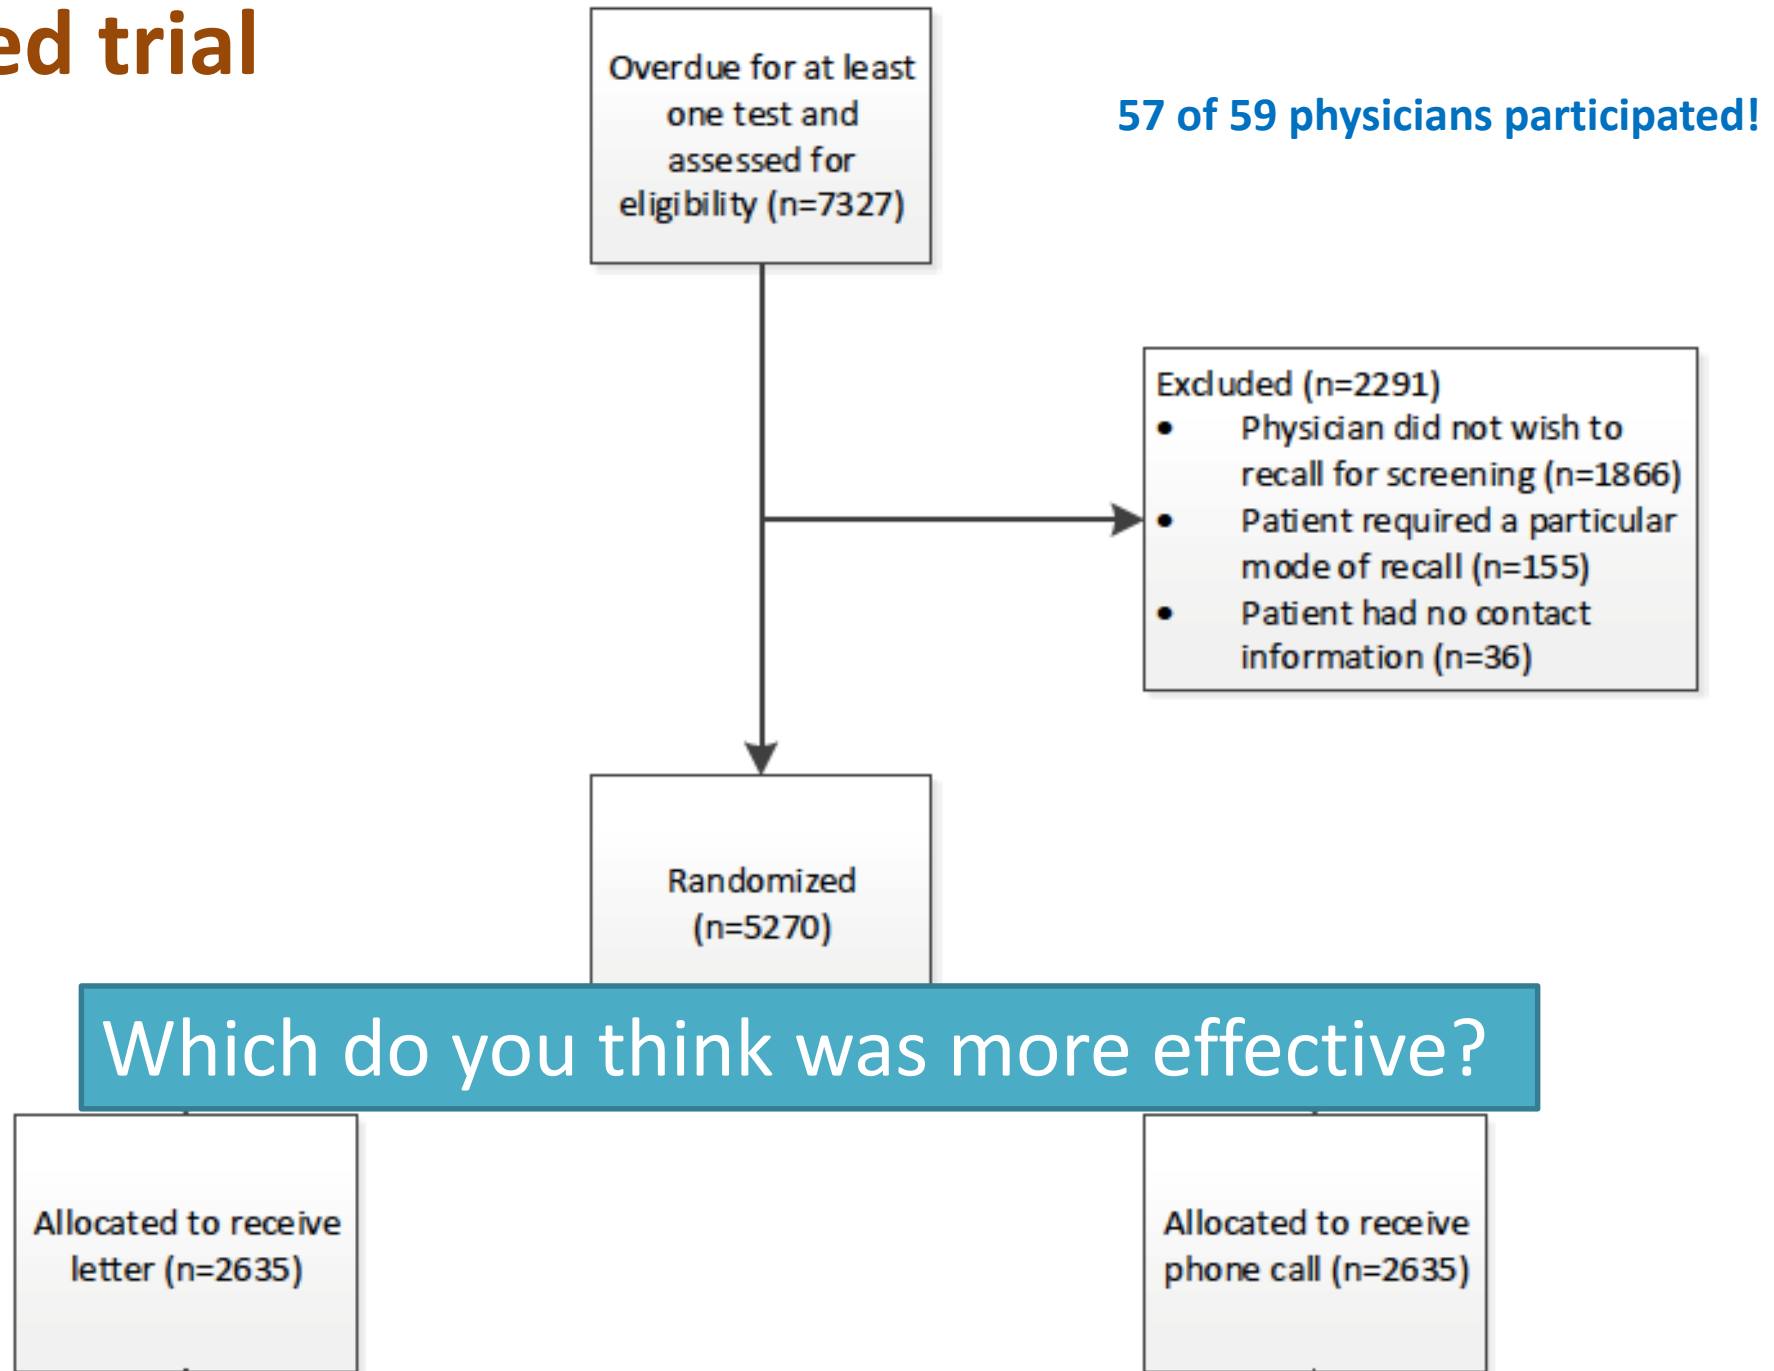 ed trial
57 of 59 physicians participated!
Overdue for at least
one test and
assessed for
eligibility (n=7327)
Excluded (n=2291)
• Physician did not wish to
recall for screening (n=1866)
• Patient required a particular
mode of recall (n=155)
• Patient had no contact
information (n=36)
Randomized
(n=5270)
Which do you think was more effective?
Allocated to receive
letter (n=2635)
Allocated to receive
phone call (n=2635)